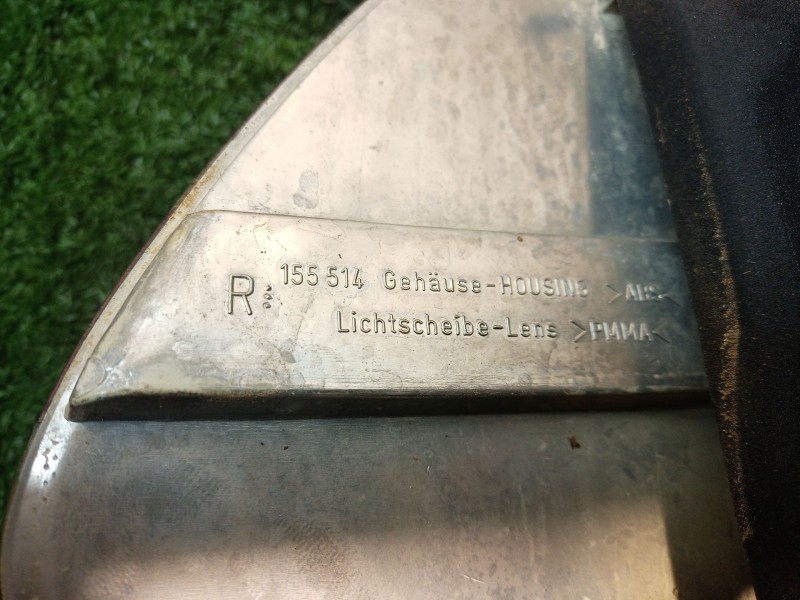 R: 155 514 Gehäuse-HOUSING >ABS<
Lichtscheibe-Lens >PMMA<